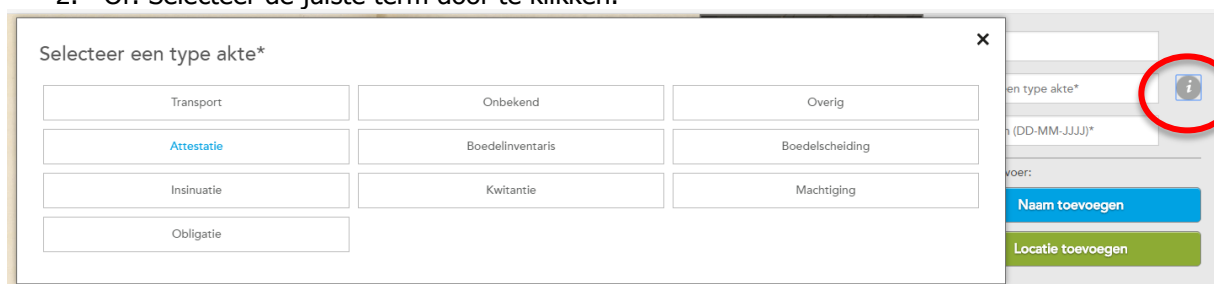 2. Of: Selecteer de juiste term door te klikken.
Selecteer een type akte*
×
Transport
Onbekend
Overig
en type akte*
i
Attestatie
Boedelinventaris
Boedelscheiding
(DD-MM-JJJJ)*
Insinuatie
Kwitantie
Machtiging
voer:
Naam toevoegen
Obligatie
Locatie toevoegen